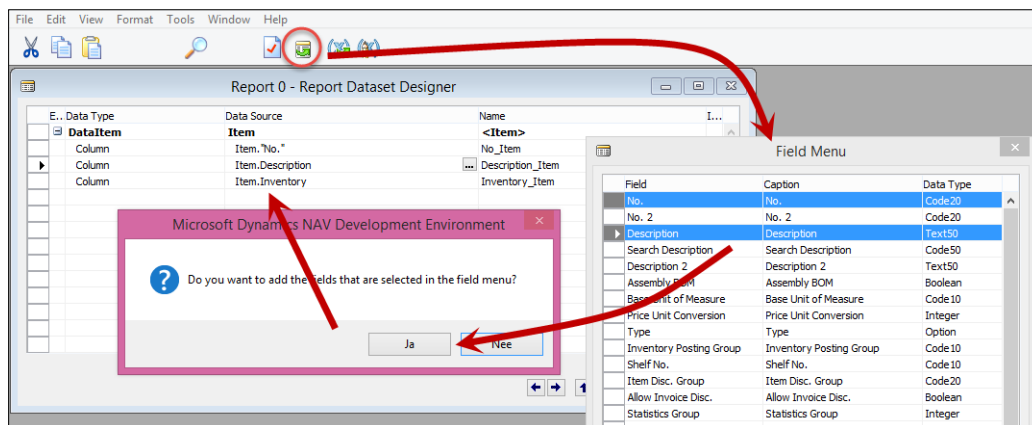 File Edit View Format Tools Window Help
Report 0 - Report Dataset Designer
E.. Data Type Data Source Name I...
DataItem Item <Item>
Column Item."No." No_Item
Column Item.Description ... Description_Item
Column Item.Inventory Inventory_Item
Microsoft Dynamics NAV Development Environment
Do you want to add the fields that are selected in the field menu?
Ja Nee
Field Menu
Field Caption Data Type
No. No. Code20
No. 2 No. 2 Code20
Description Description Text50
Search Description Search Description Code50
Description 2 Description 2 Text50
Assembly BOM Assembly BOM Boolean
Base Unit of Measure Base Unit of Measure Code10
Price Unit Conversion Price Unit Conversion Integer
Type Type Option
Inventory Posting Group Inventory Posting Group Code10
Shelf No. Shelf No. Code10
Item Disc. Group Item Disc. Group Code20
Allow Invoice Disc. Allow Invoice Disc. Boolean
Statistics Group Statistics Group Integer